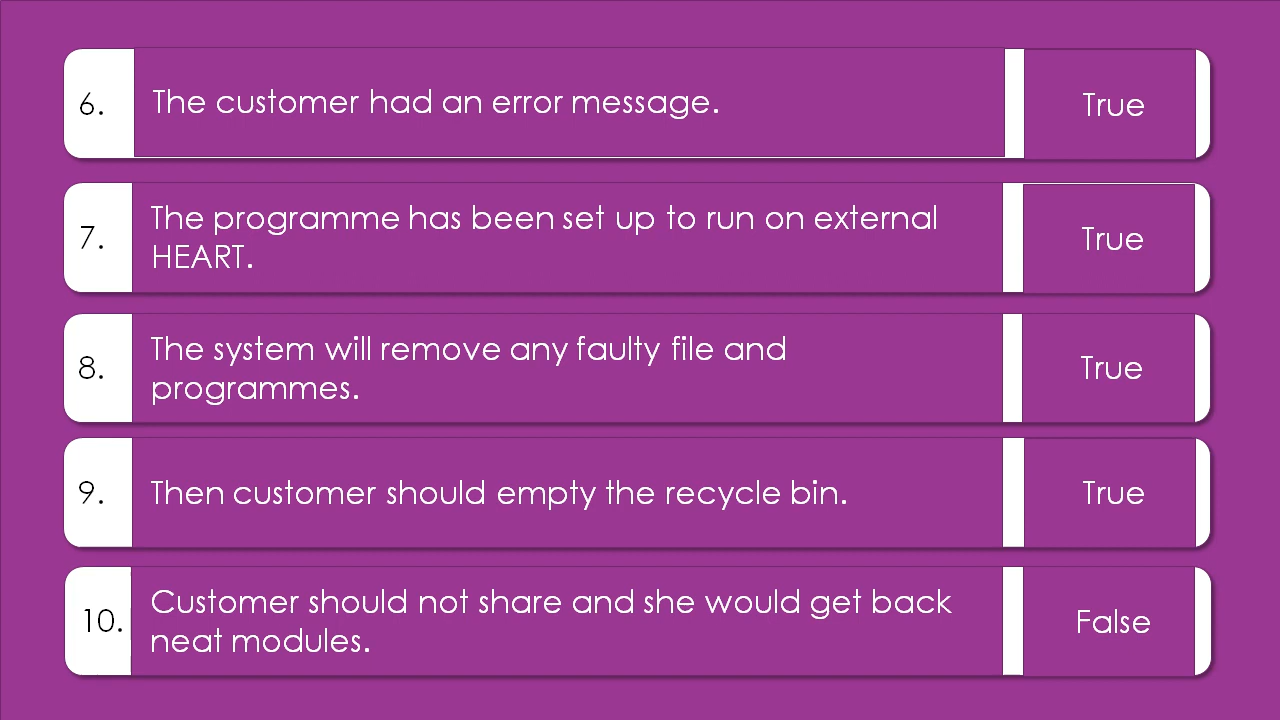 6. The customer had an error message. True
7. The programme has been set up to run on external
HEART. True
8. The system will remove any faulty file and
programmes. True
9. Then customer should empty the recycle bin. True
10. Customer should not share and she would get back
neat modules. False